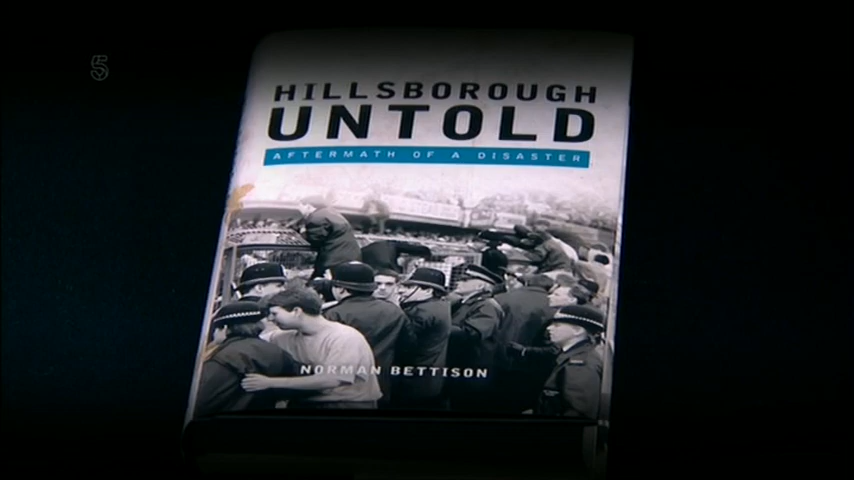 5
HILLSBOROUGH
UNTOLD
AFTERMATH OF A DISASTER
NORMAN BETTISON